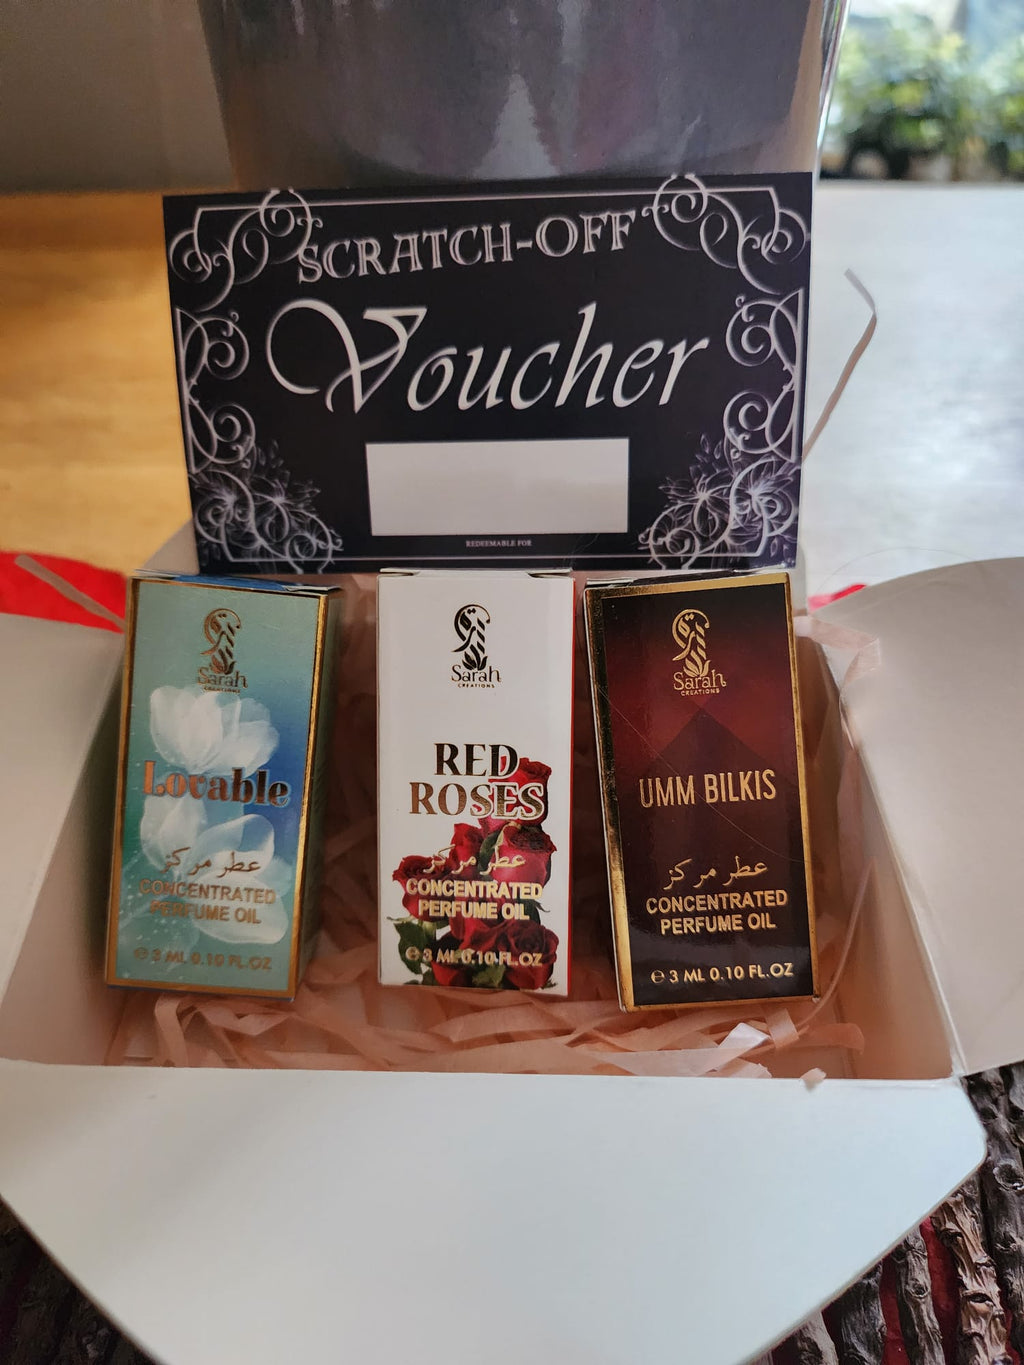 SCRATCH-OFF
Voucher
REDEEMABLE FOR
Sarah
CREATIONS
Lovable
عطر مركز
CONCENTRATED
PERFUME OIL
℮ 3 ML 0.10 FL.OZ
Sarah
CREATIONS
RED
ROSES
عطر مركز
CONCENTRATED
PERFUME OIL
℮ 3 ML 0.10 FL.OZ
Sarah
CREATIONS
UMM BILKIS
عطر مركز
CONCENTRATED
PERFUME OIL
℮ 3 ML 0.10 FL.OZ